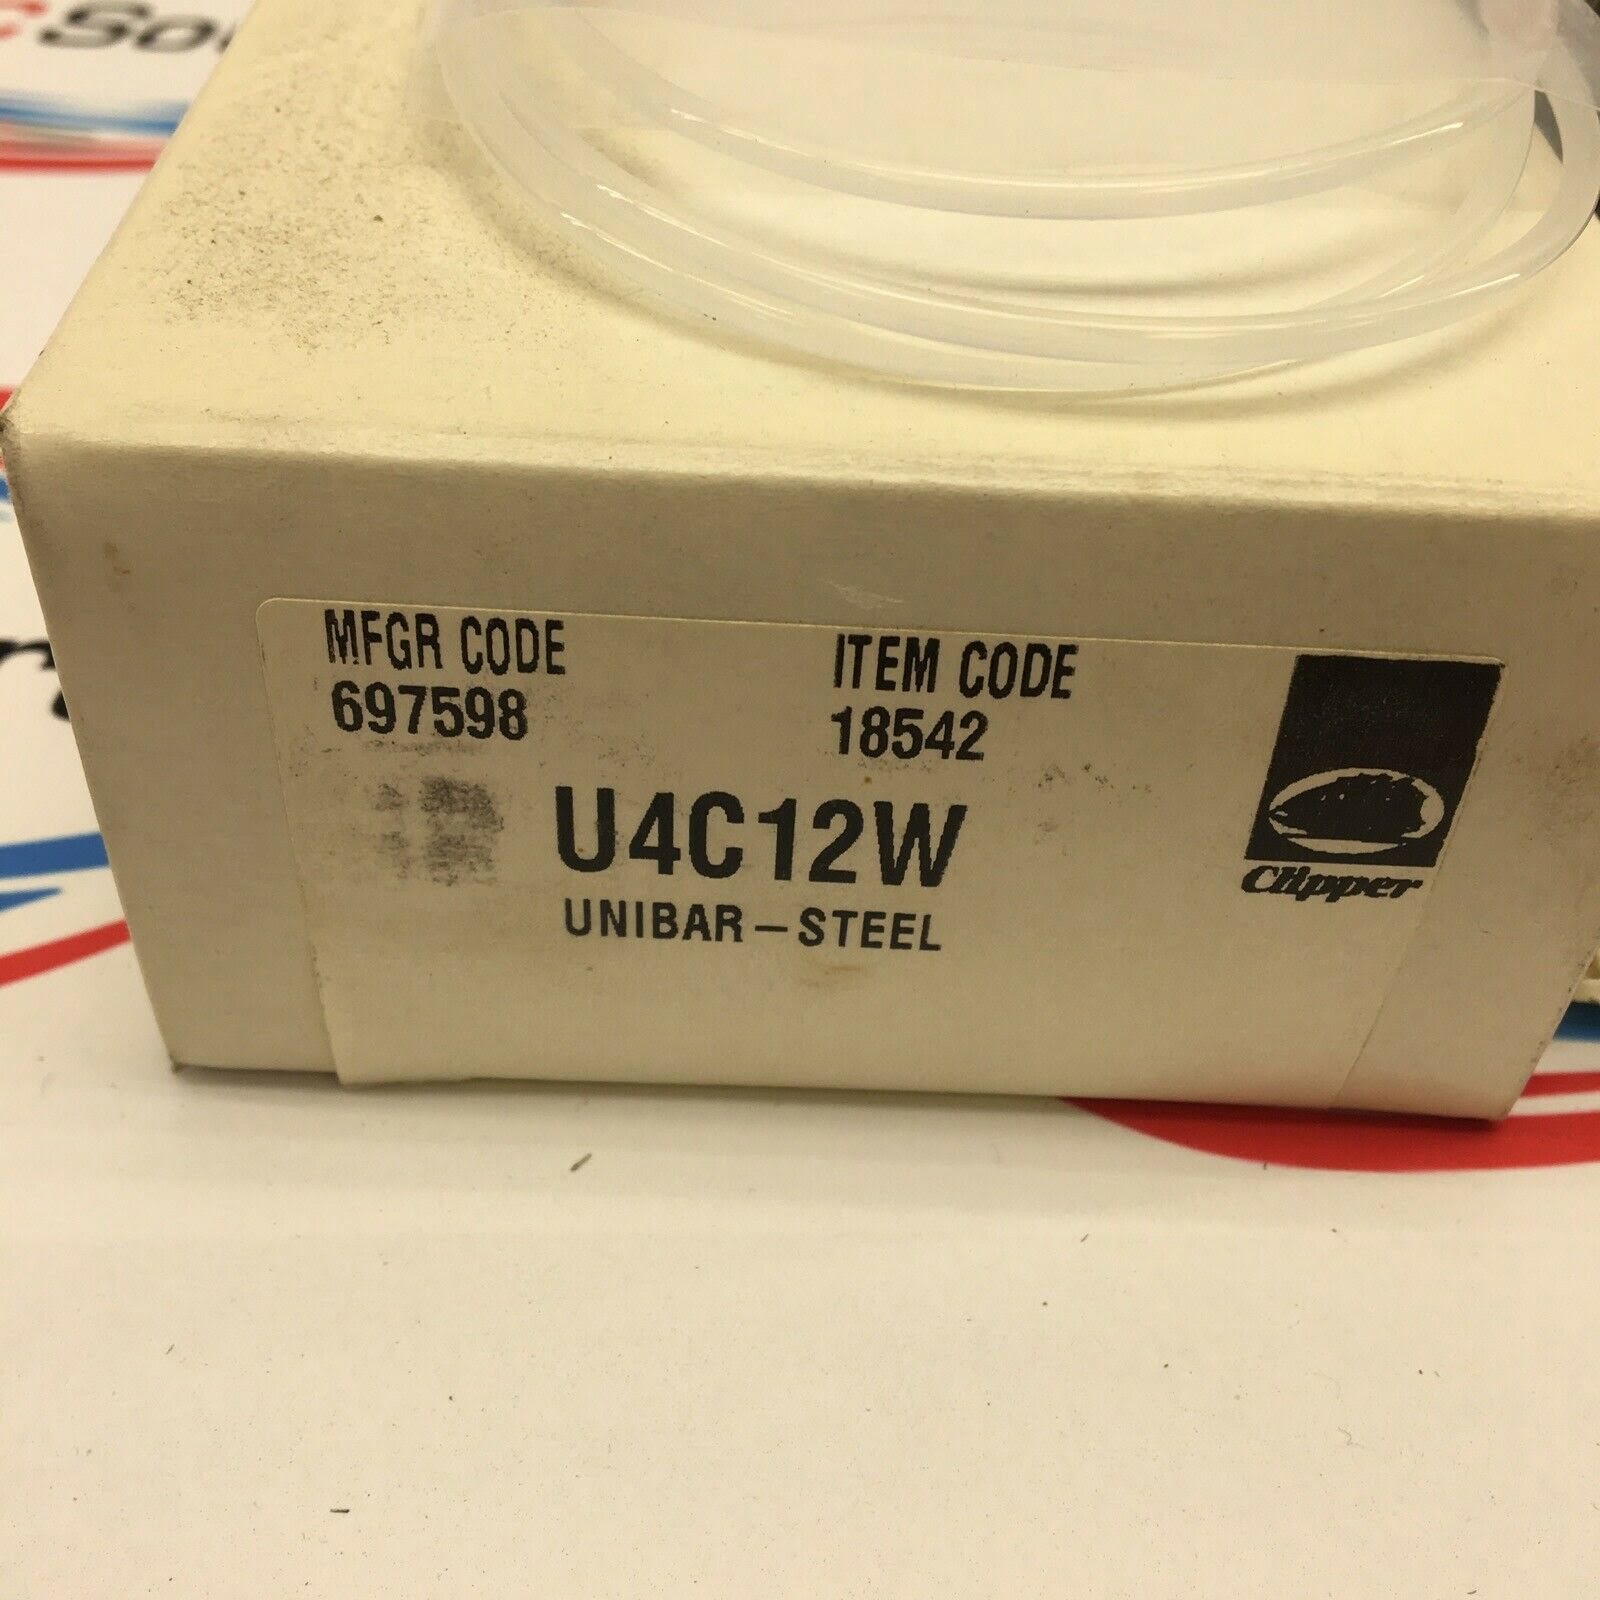 MFGR CODE
697598
ITEM CODE
18542
U4C12W
UNIBAR-STEEL
Clipper